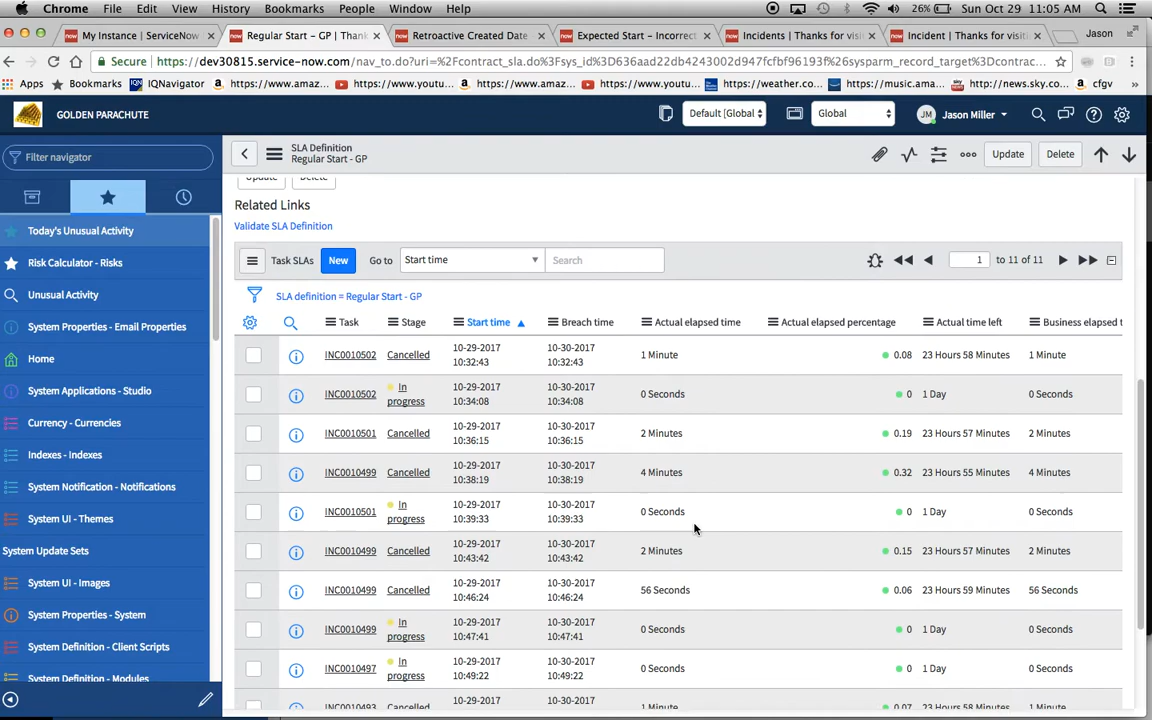 Chrome File Edit View History Bookmarks People Window Help 26% Sun Oct 29 11:05 AM
My Instance | ServiceNow Regular Start – GP | Thank Retroactive Created Date Expected Start – Incorrect Incidents | Thanks for visiti Incident | Thanks for visitin Jason
Secure https://dev30815.service-now.com/nav_to.do?uri=%2Fcontract_sla.do%3Fsys_id%3D636aad22db4243002d947fcfbf96193f%26sysparm_record_target%3Dcontrac...
Apps Bookmarks IQNavigator https://www.amaz... https://www.youtu... https://www.amaz... https://www.youtu... https://weather.co... https://music.ama... http://news.sky.co... cfgv
GOLDEN PARACHUTE Default [Global Global JM Jason Miller
Filter navigator
SLA Definition
Regular Start - GP
Update Delete
Update Delete
Related Links
Validate SLA Definition
Task SLAs New Go to Start time Search 1 to 11 of 11
SLA definition = Regular Start - GP
Task Stage Start time Breach time Actual elapsed time Actual elapsed percentage Actual time left Business elapsed t
INC0010502 Cancelled 10-29-2017 10:32:43 10-30-2017 10:32:43 1 Minute 0.08 23 Hours 58 Minutes 1 Minute
INC0010502 In progress 10-29-2017 10:34:08 10-30-2017 10:34:08 0 Seconds 0 1 Day 0 Seconds
INC0010501 Cancelled 10-29-2017 10:36:15 10-30-2017 10:36:15 2 Minutes 0.19 23 Hours 57 Minutes 2 Minutes
INC0010499 Cancelled 10-29-2017 10:38:19 10-30-2017 10:38:19 4 Minutes 0.32 23 Hours 55 Minutes 4 Minutes
INC0010501 In progress 10-29-2017 10:39:33 10-30-2017 10:39:33 0 Seconds 0 1 Day 0 Seconds
INC0010499 Cancelled 10-29-2017 10:43:42 10-30-2017 10:43:42 2 Minutes 0.15 23 Hours 57 Minutes 2 Minutes
INC0010499 Cancelled 10-29-2017 10:46:24 10-30-2017 10:46:24 56 Seconds 0.06 23 Hours 59 Minutes 56 Seconds
INC0010499 In progress 10-29-2017 10:47:41 10-30-2017 10:47:41 0 Seconds 0 1 Day 0 Seconds
INC0010497 In progress 10-29-2017 10:49:22 10-30-2017 10:49:22 0 Seconds 0 1 Day 0 Seconds
INC0010493 Cancelled 10-29-2017 10-30-2017 1 Minute 0.07 23 Hours 58 Minutes 1 Minute
Today's Unusual Activity
Risk Calculator - Risks
Unusual Activity
System Properties - Email Properties
Home
System Applications - Studio
Currency - Currencies
Indexes - Indexes
System Notification - Notifications
System UI - Themes
System Update Sets
System UI - Images
System Properties - System
System Definition - Client Scripts
System Definition - Modules